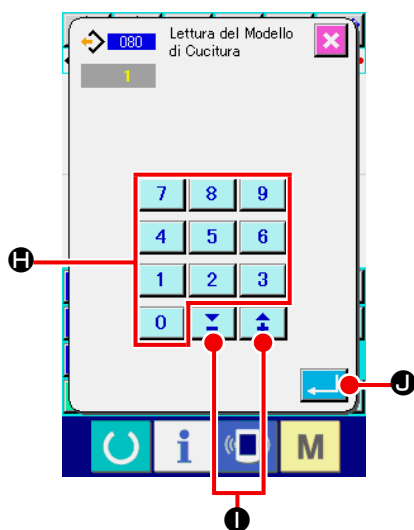 080
Lettura del Modello
di Cucitura
1
7 8 9
4 5 6
H
1 2 3
0
J
i M
I